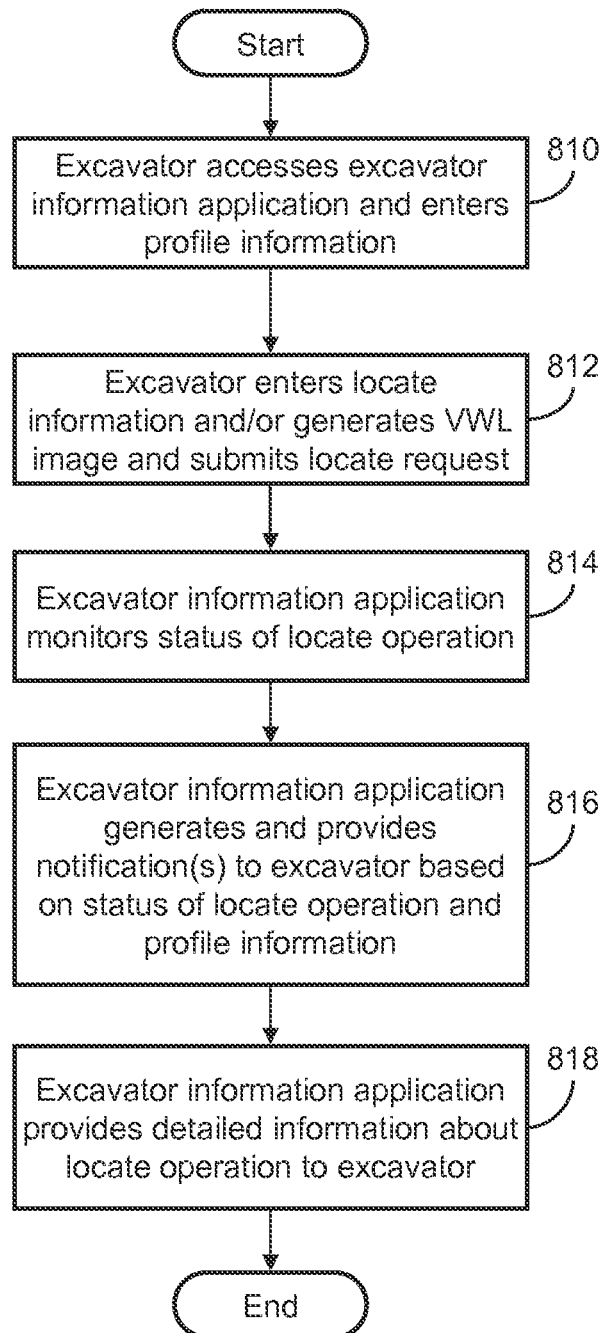 Start
810
Excavator accesses excavator
information application and enters
profile information
812
Excavator enters locate
information and/or generates VWL
image and submits locate request
814
Excavator information application
monitors status of locate operation
816
Excavator information application
generates and provides
notification(s) to excavator based
on status of locate operation and
profile information
818
Excavator information application
provides detailed information about
locate operation to excavator
End